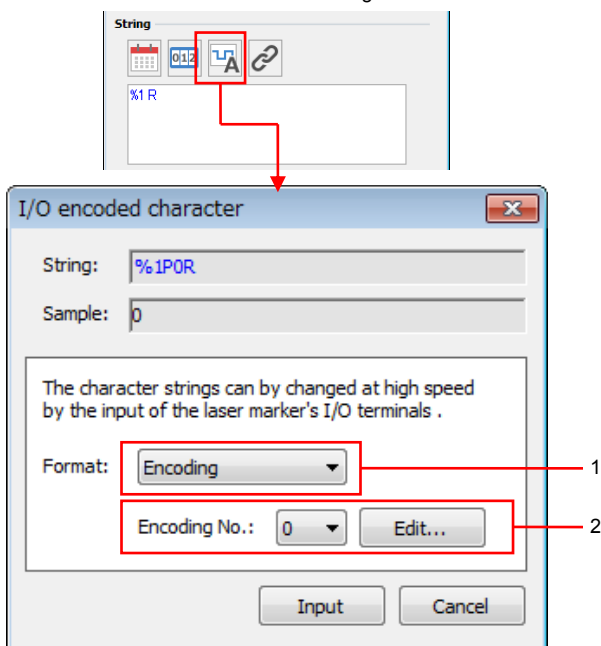 String
012
A
%1 R
I/O encoded character
String: %1P0R
Sample: 0
The character strings can by changed at high speed
by the input of the laser marker's I/O terminals .
Format: Encoding 1
Encoding No.: 0 Edit... 2
Input Cancel